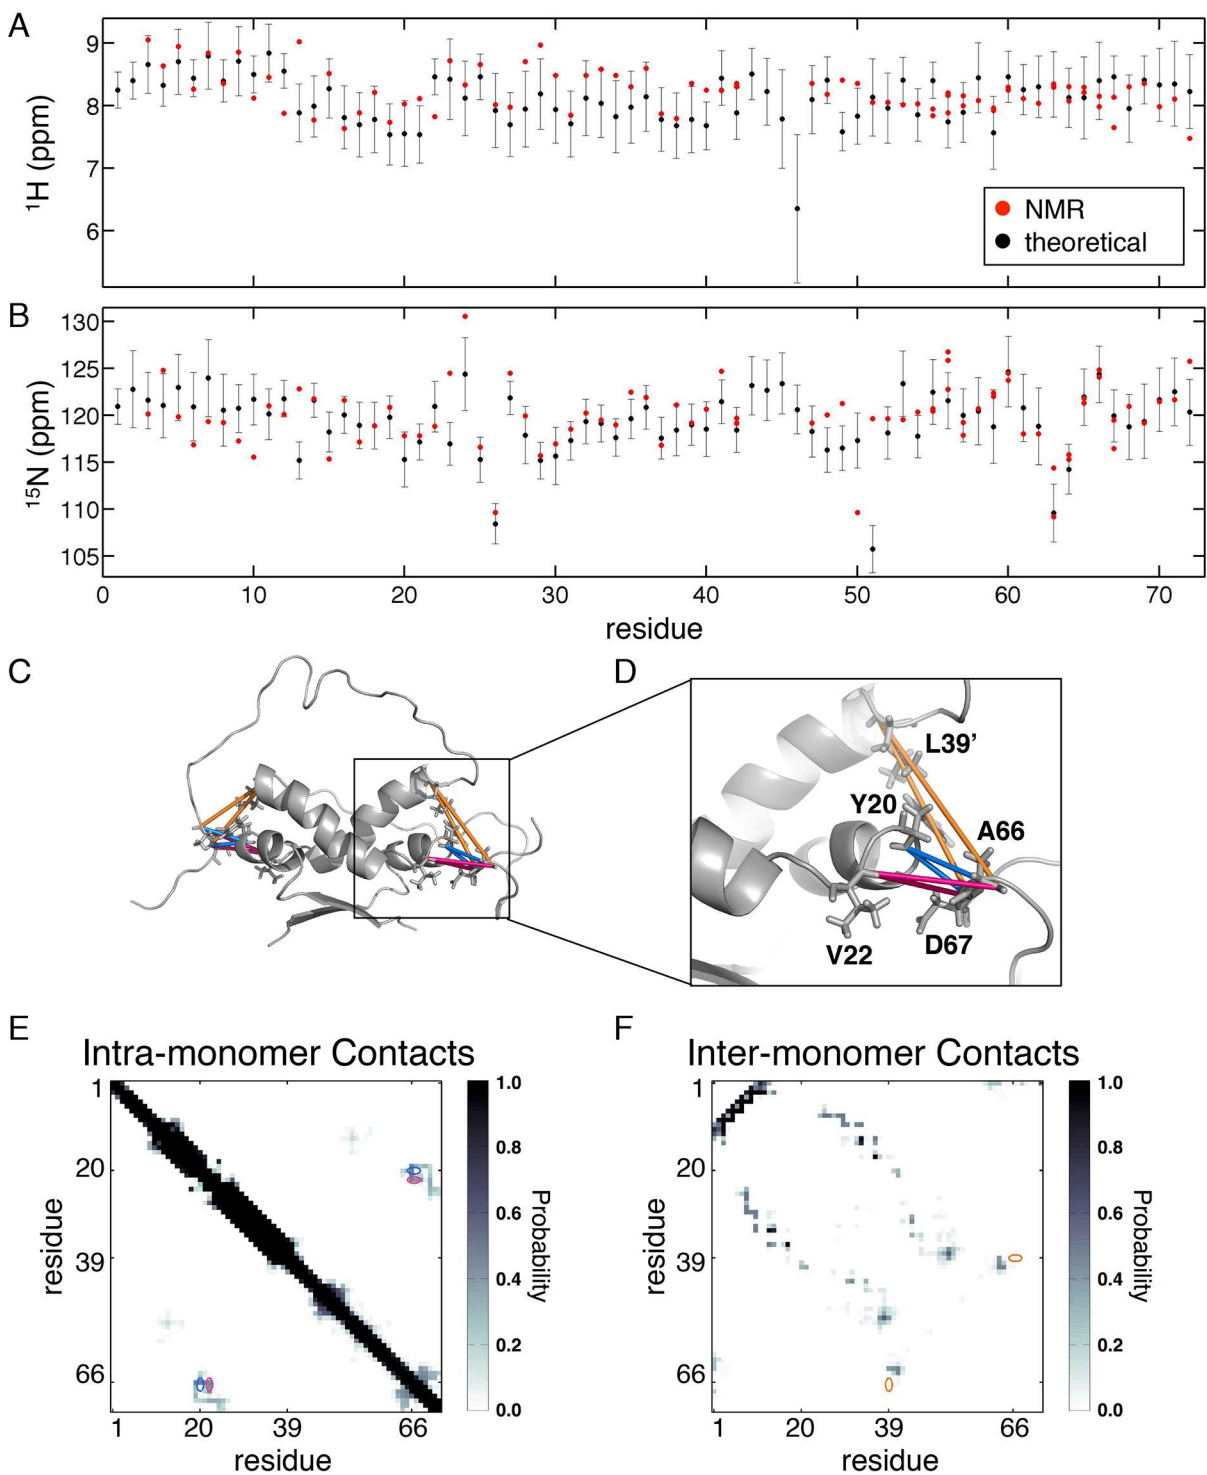 A
9
8
7
6
¹H (ppm)
NMR
theoretical
B
130
125
120
115
110
105
¹⁵N (ppm)
0 10 20 30 40 50 60 70
residue
C
D
L39’
Y20
A66
V22
D67
E
Intra-monomer Contacts
1
20
39
66
residue
1 20 39 66
residue
1.0
0.8
0.6
0.4
0.2
0.0
Probability
F
Inter-monomer Contacts
1
20
39
66
residue
1 20 39 66
residue
1.0
0.8
0.6
0.4
0.2
0.0
Probability